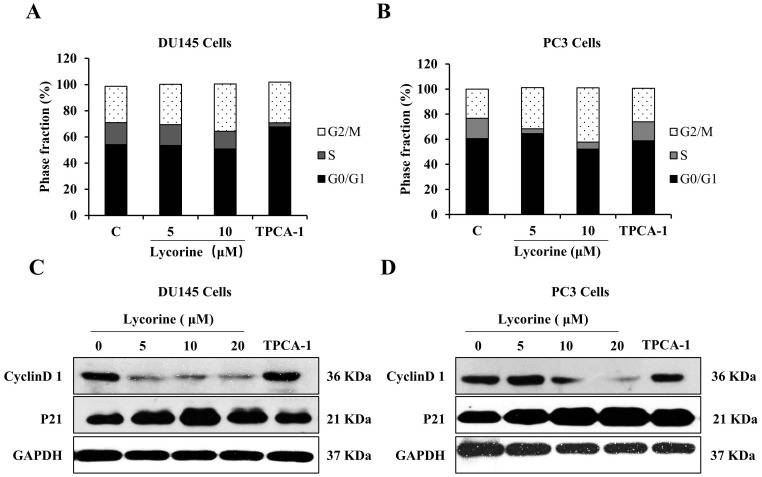 A
DU145 Cells
Phase fraction (%)
120
100
80
60
40
20
0
G2/M
S
G0/G1
C
5
10
TPCA-1
Lycorine (μM)
B
PC3 Cells
Phase fraction (%)
120
100
80
60
40
20
0
G2/M
S
G0/G1
C
5
10
TPCA-1
Lycorine (μM)
C
DU145 Cells
Lycorine ( μM)
0 5 10 20 TPCA-1
CyclinD 1 36 KDa
P21 21 KDa
GAPDH 37 KDa
D
PC3 Cells
Lycorine ( μM)
0 5 10 20 TPCA-1
CyclinD 1 36 KDa
P21 21 KDa
GAPDH 37 KDa